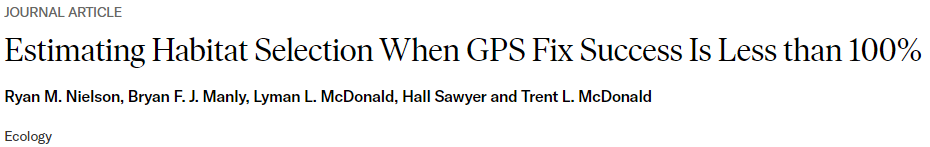 JOURNAL ARTICLE
Estimating Habitat Selection When GPS Fix Success Is Less than 100%
Ryan M. Nielson, Bryan F. J. Manly, Lyman L. McDonald, Hall Sawyer and Trent L. McDonald
Ecology